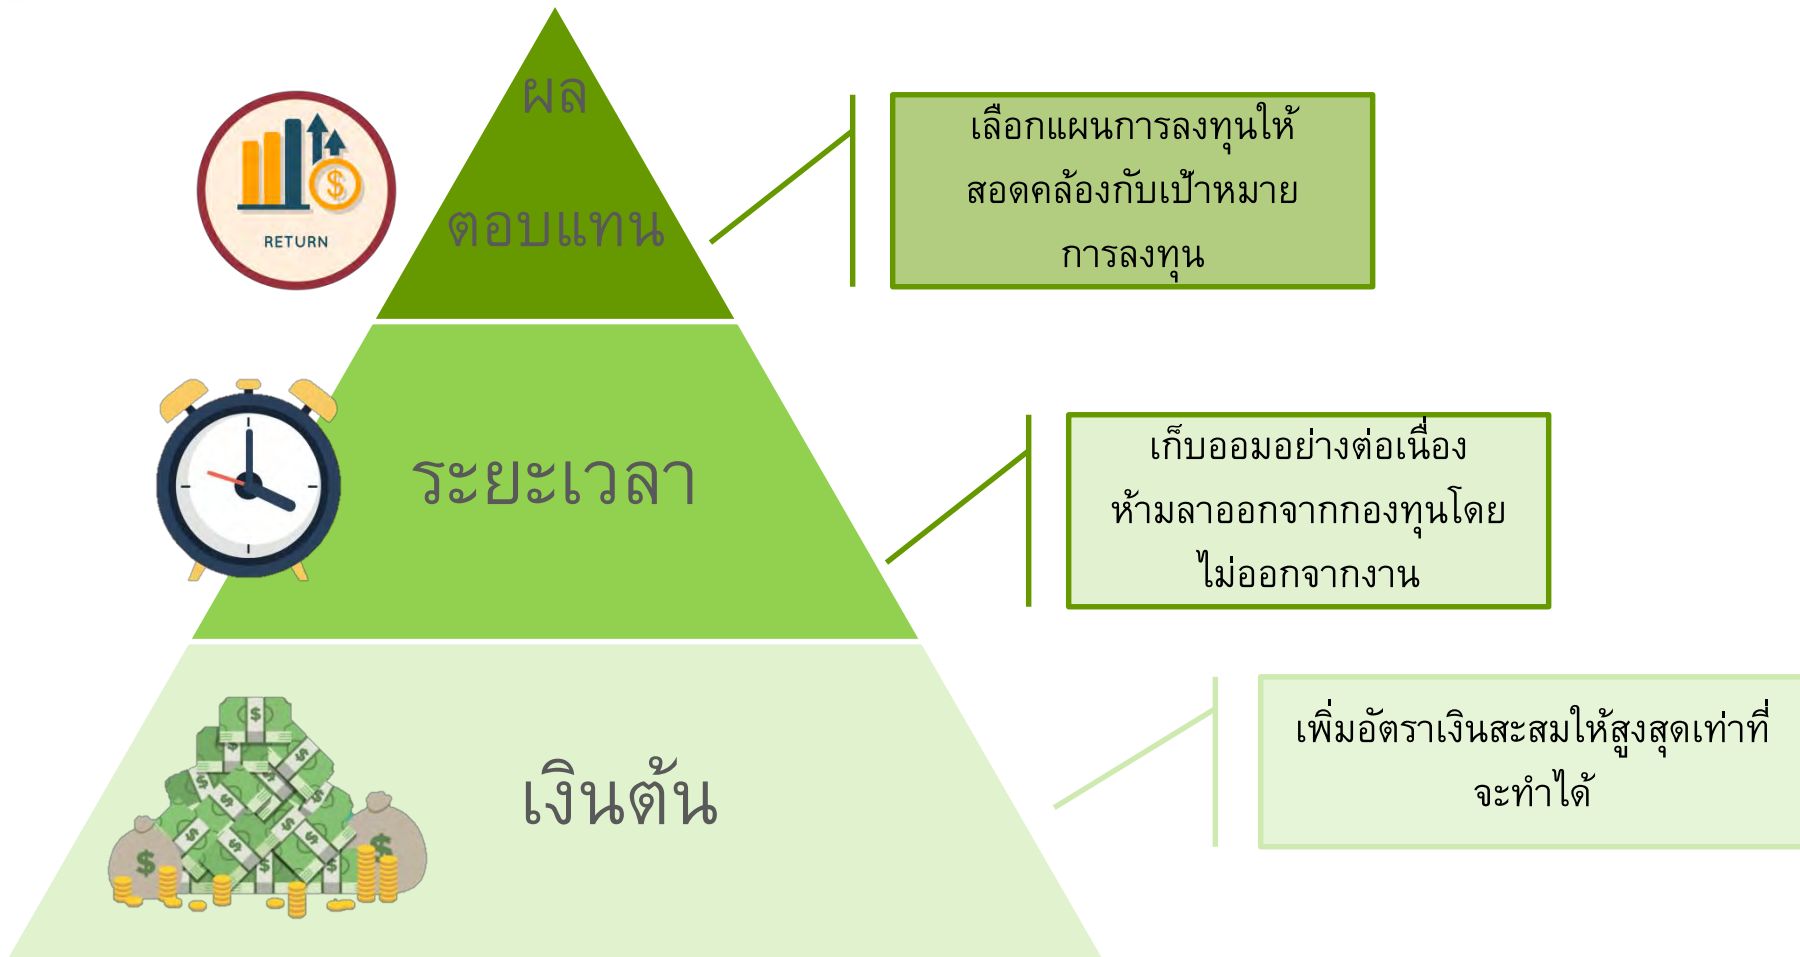 ผล
ตอบแทน
RETURN
เลือกแผนการลงทุนให้
สอดคล้องกับเป้าหมาย
การลงทุน
ระยะเวลา
เก็บออมอย่างต่อเนื่อง
ห้ามลาออกจากกองทุนโดย
ไม่ออกจากงาน
เงินต้น
เพิ่มอัตราเงินสะสมให้สูงสุดเท่าที่
จะทำได้